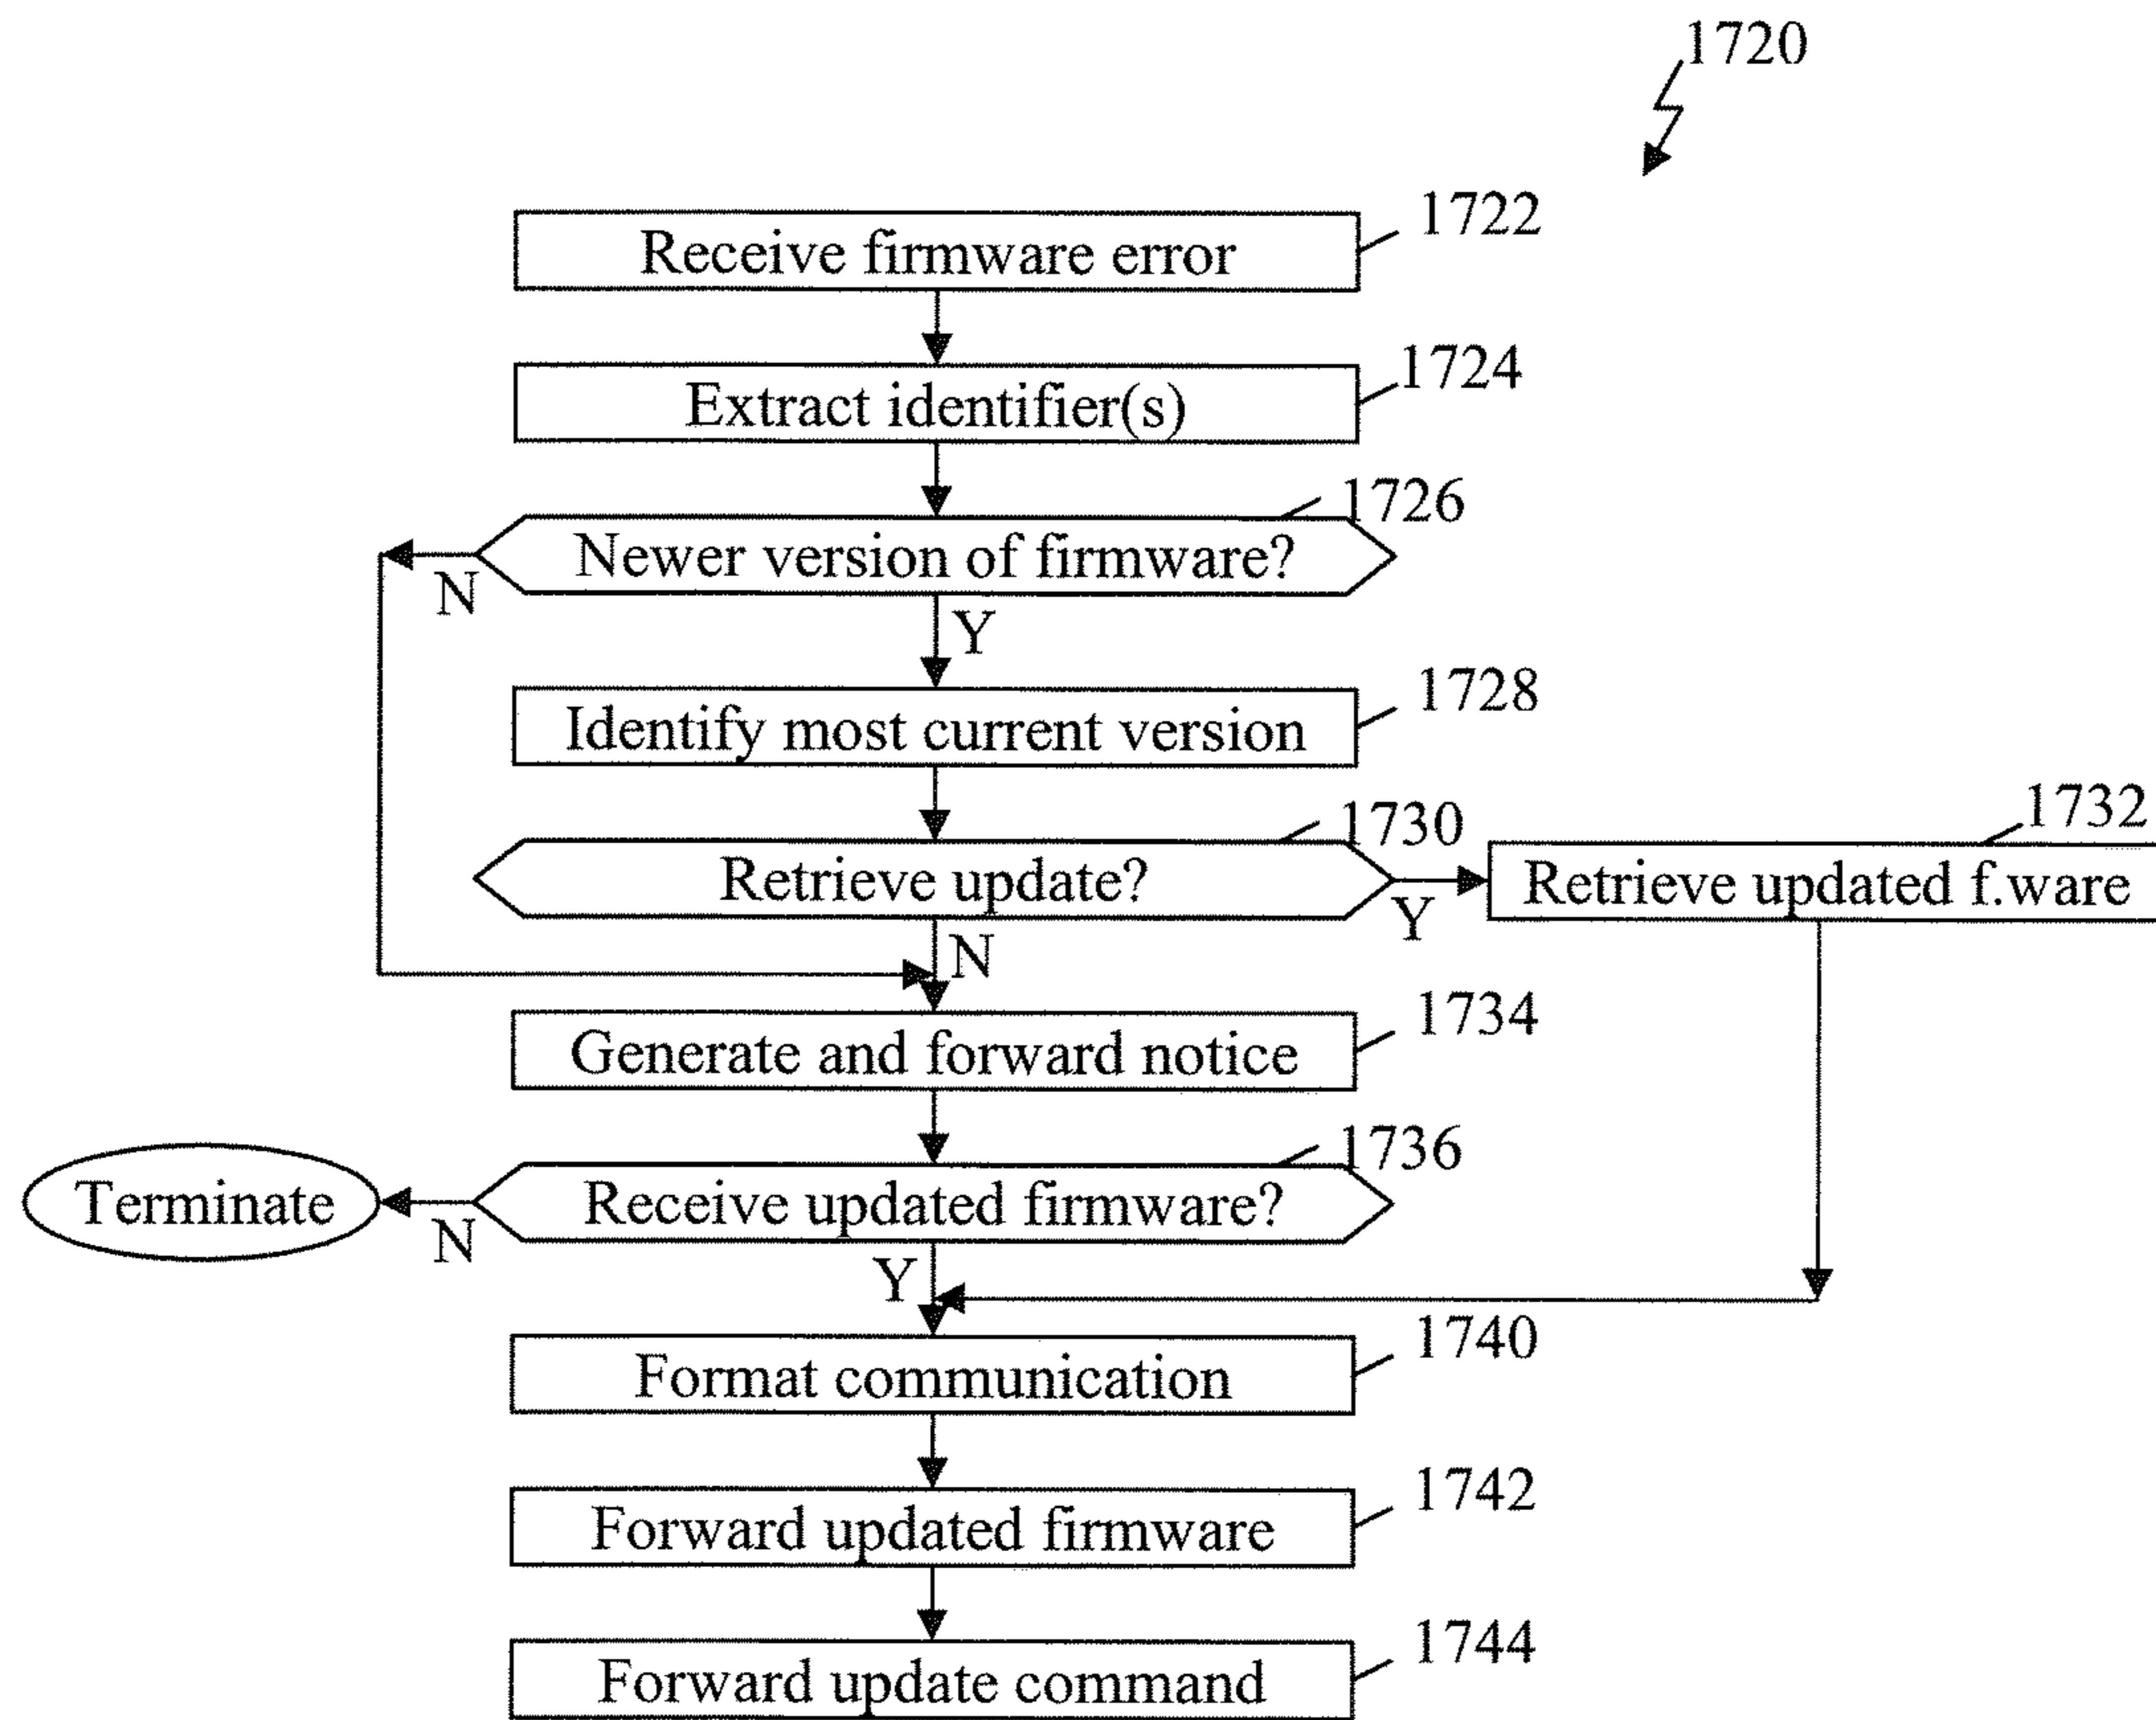 1720
1722
Receive firmware error
1724
Extract identifier(s)
1726
Newer version of firmware?
N
Y
1728
Identify most current version
1730
1732
Retrieve update?
Retrieve updated f.ware
Y
N
1734
Generate and forward notice
1736
Terminate
Receive updated firmware?
N
Y
1740
Format communication
1742
Forward updated firmware
1744
Forward update command